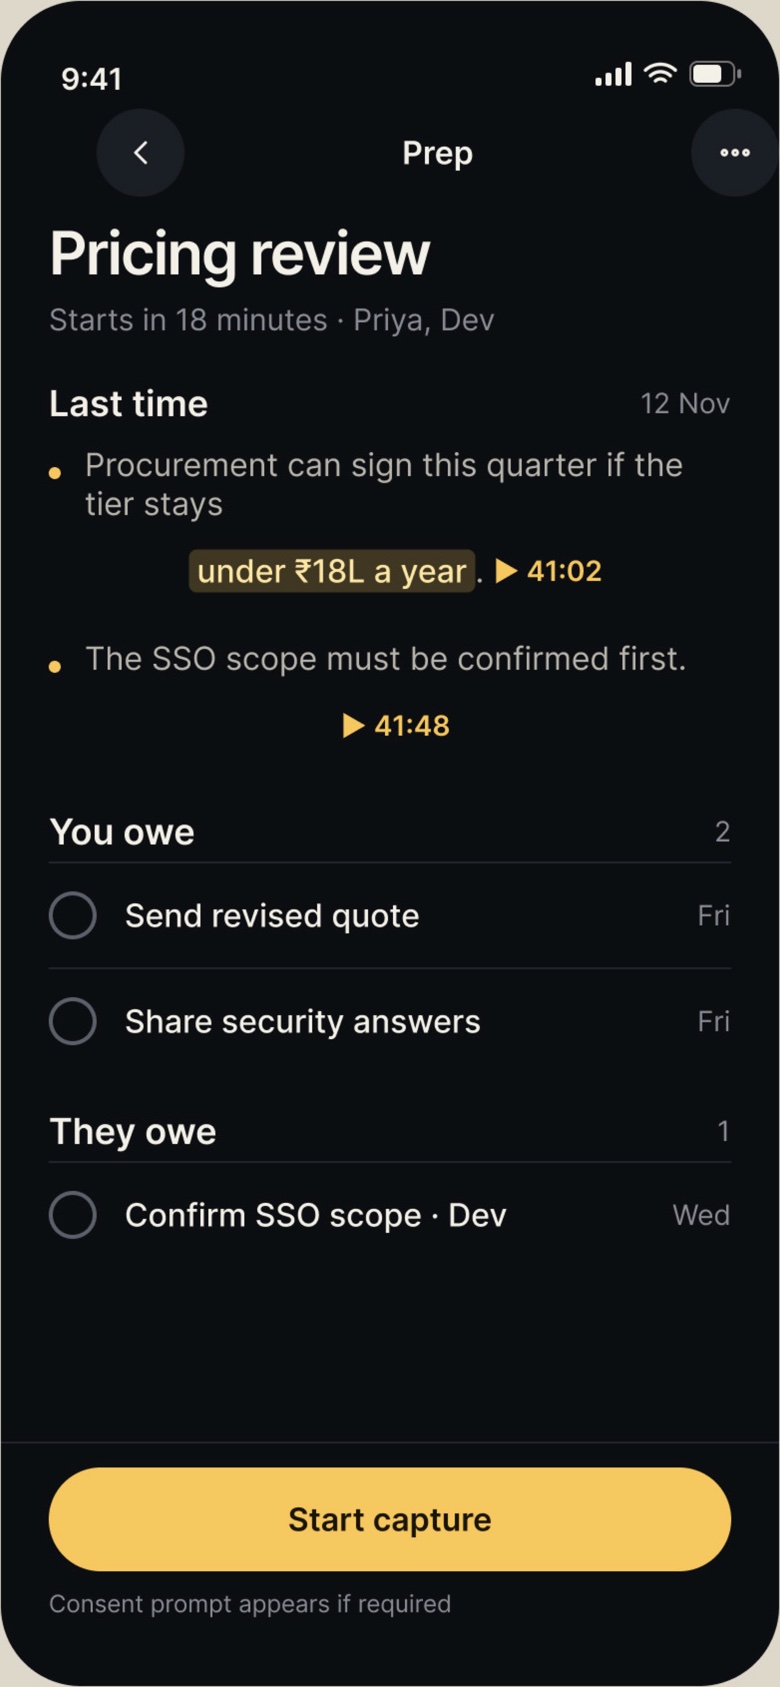 9:41
Prep
Pricing review
Starts in 18 minutes · Priya, Dev
Last time 12 Nov
Procurement can sign this quarter if the
tier stays
under ₹18L a year. ▶ 41:02
The SSO scope must be confirmed first.
▶ 41:48
You owe 2
Send revised quote Fri
Share security answers Fri
They owe 1
Confirm SSO scope · Dev Wed
Start capture
Consent prompt appears if required